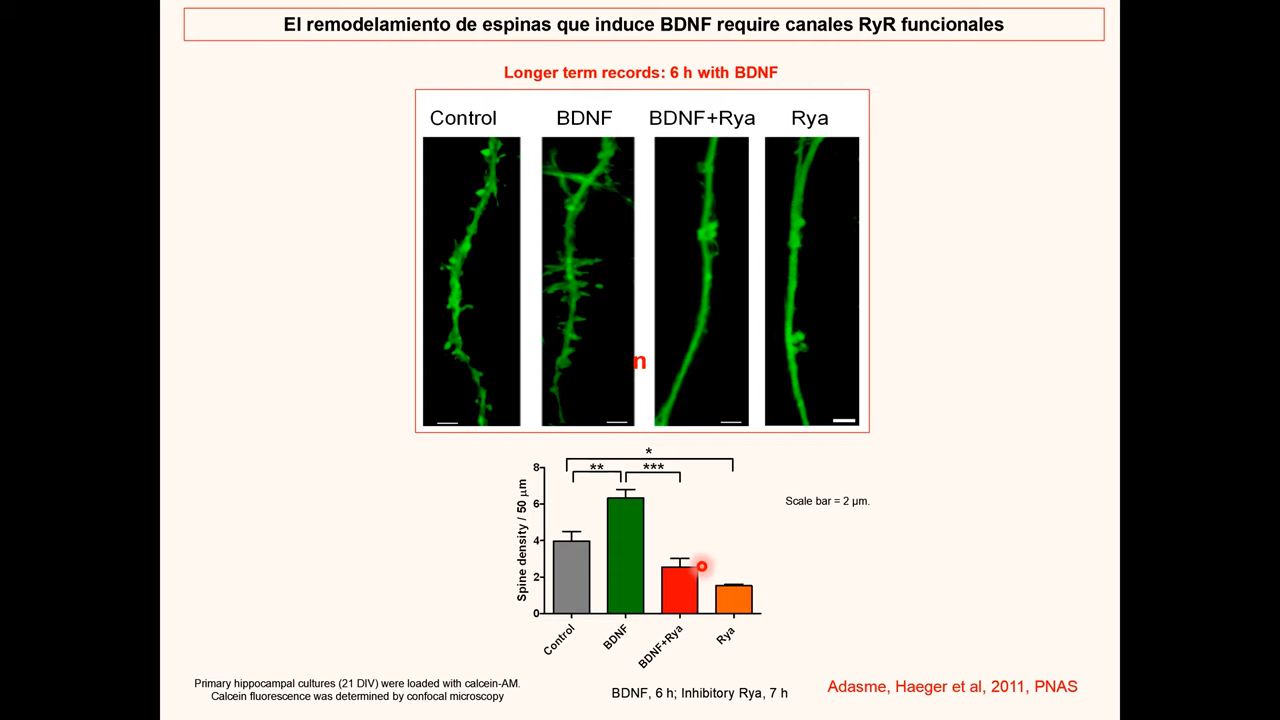 El remodelamiento de espinas que induce BDNF require canales RyR funcionales
Longer term records: 6 h with BDNF
Control BDNF BDNF+Rya Rya
n
*
** ***
8
6
4
2
0
Spine density / 50 µm
Control BDNF BDNF+Rya Rya
Scale bar = 2 µm.
Primary hippocampal cultures (21 DIV) were loaded with calcein-AM.
Calcein fluorescence was determined by confocal microscopy
BDNF, 6 h; Inhibitory Rya, 7 h
Adasme, Haeger et al, 2011, PNAS